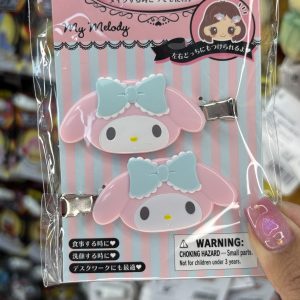 My Melody
左右どっちにもつけられるよ♥
食事する時に♥
洗顔する時に♥
デスクワークにも最適♥
WARNING:
CHOKING HAZARD—Small parts.
Not for children under 3 years.